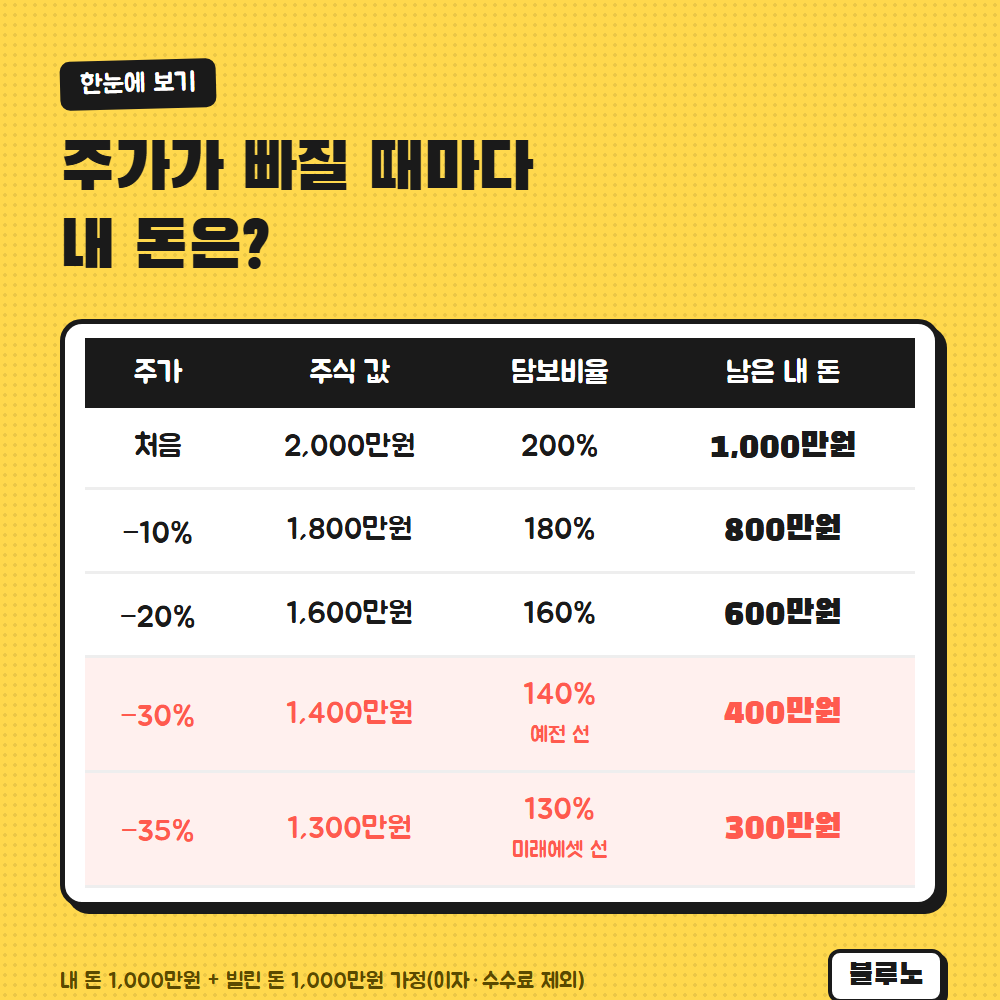 한눈에 보기
주가가 빠질 때마다
내 돈은?
주가 주식 값 담보비율 남은 내 돈
처음 2,000만원 200% 1,000만원
−10% 1,800만원 180% 800만원
−20% 1,600만원 160% 600만원
−30% 1,400만원 140% 400만원
예전 선
−35% 1,300만원 130% 300만원
미래에셋 선
내 돈 1,000만원 + 빌린 돈 1,000만원 가정(이자·수수료 제외)
블루노